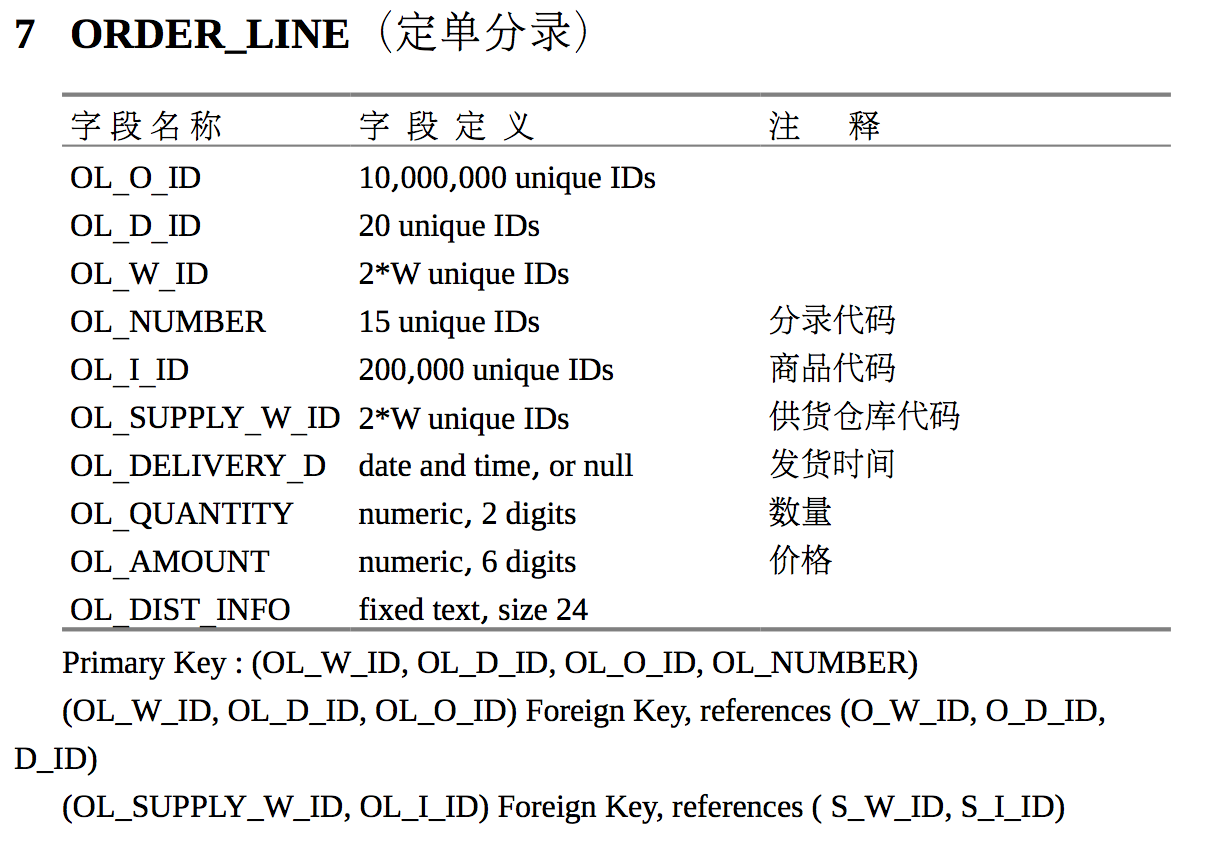 7 ORDER_LINE（定单分录）
字段名称 字段定义 注释
OL_O_ID 10,000,000 unique IDs
OL_D_ID 20 unique IDs
OL_W_ID 2*W unique IDs
OL_NUMBER 15 unique IDs 分录代码
OL_I_ID 200,000 unique IDs 商品代码
OL_SUPPLY_W_ID 2*W unique IDs 供货仓库代码
OL_DELIVERY_D date and time, or null 发货时间
OL_QUANTITY numeric, 2 digits 数量
OL_AMOUNT numeric, 6 digits 价格
OL_DIST_INFO fixed text, size 24
Primary Key : (OL_W_ID, OL_D_ID, OL_O_ID, OL_NUMBER)
(OL_W_ID, OL_D_ID, OL_O_ID) Foreign Key, references (O_W_ID, O_D_ID,
D_ID)
(OL_SUPPLY_W_ID, OL_I_ID) Foreign Key, references ( S_W_ID, S_I_ID)